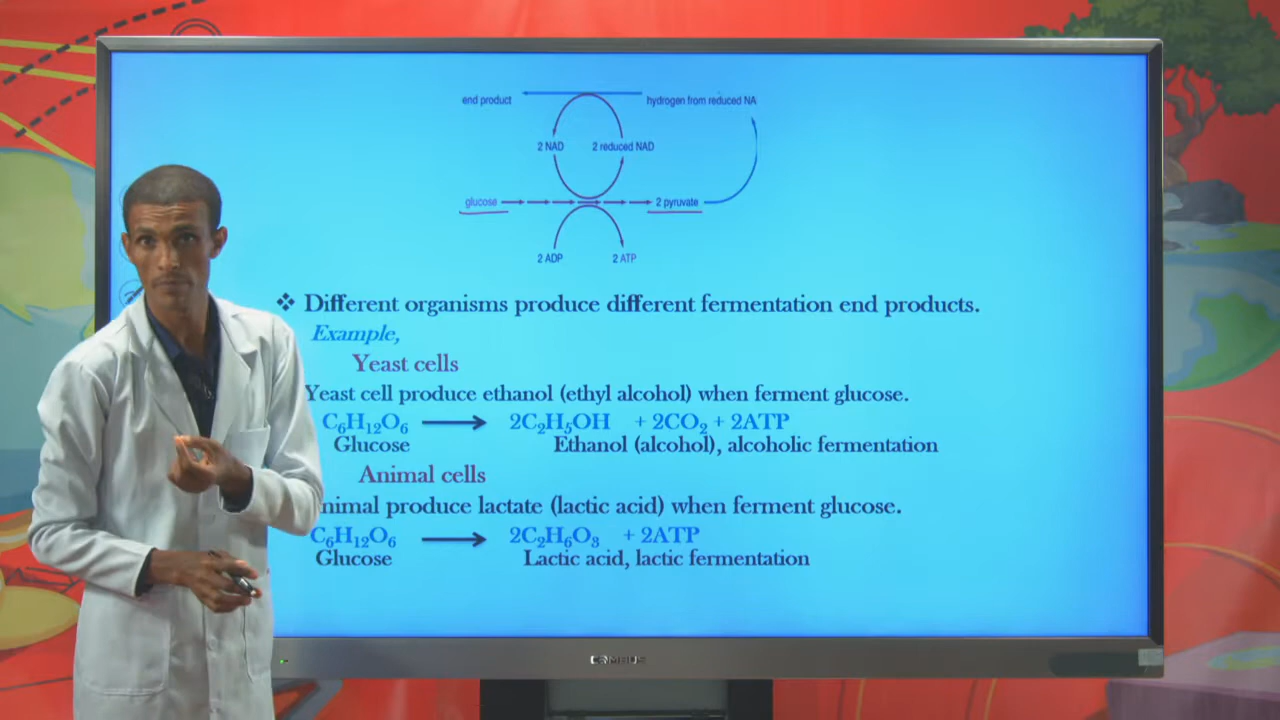 end product hydrogen from reduced NA
2 NAD 2 reduced NAD
glucose 2 pyruvate
2 ADP 2 ATP
❖ Different organisms produce different fermentation end products.
Example,
Yeast cells
Yeast cell produce ethanol (ethyl alcohol) when ferment glucose.
C₆H₁₂O₆ ⟶ 2C₂H₅OH + 2CO₂ + 2ATP
Glucose Ethanol (alcohol), alcoholic fermentation
Animal cells
nimal produce lactate (lactic acid) when ferment glucose.
C₆H₁₂O₆ ⟶ 2C₂H₆O₃ + 2ATP
Glucose Lactic acid, lactic fermentation